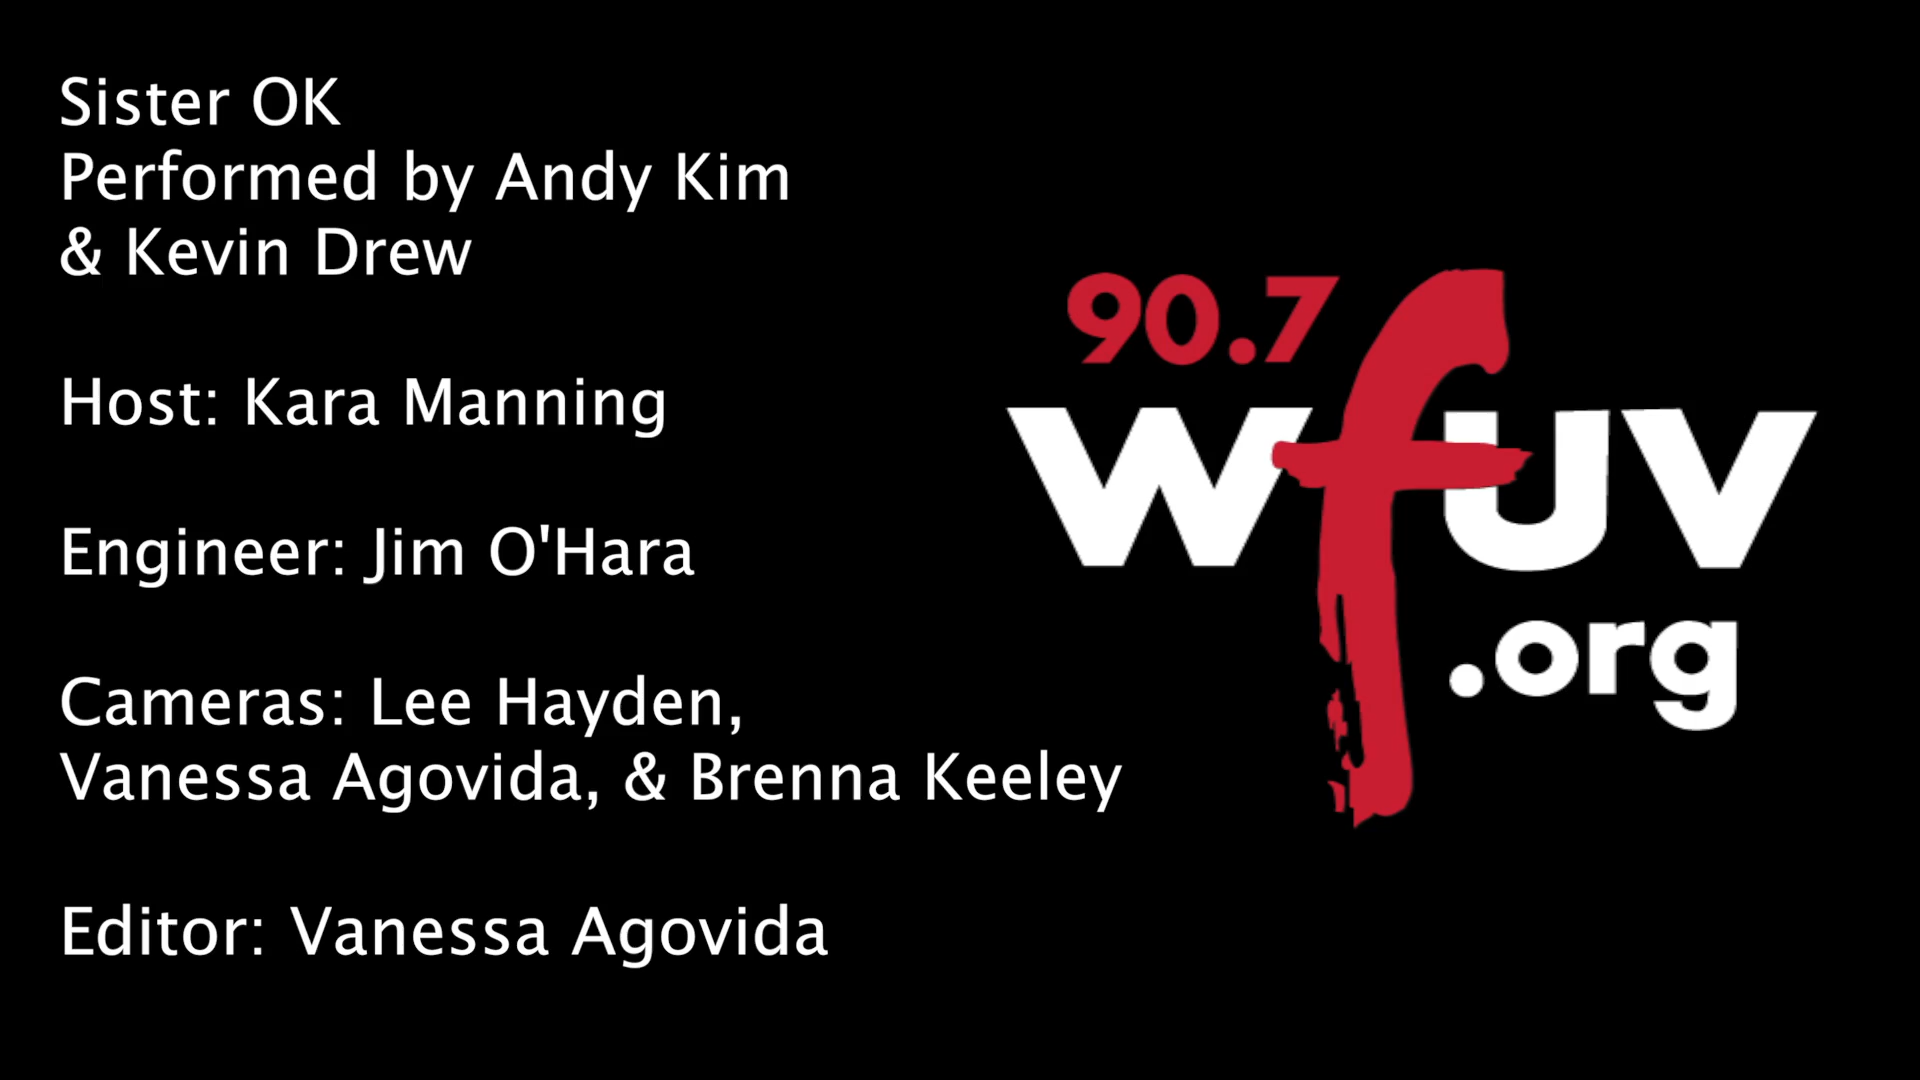 Sister OK
Performed by Andy Kim
& Kevin Drew
Host: Kara Manning
Engineer: Jim O'Hara
Cameras: Lee Hayden,
Vanessa Agovida, & Brenna Keeley
Editor: Vanessa Agovida
90.7
wfuv
.org